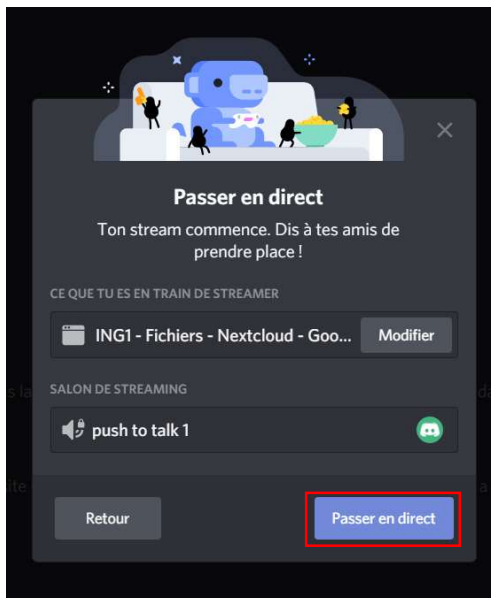 Passer en direct
Ton stream commence. Dis à tes amis de
prendre place !
CE QUE TU ES EN TRAIN DE STREAMER
ING1 - Fichiers - Nextcloud - Goo...
Modifier
SALON DE STREAMING
push to talk 1
Retour
Passer en direct